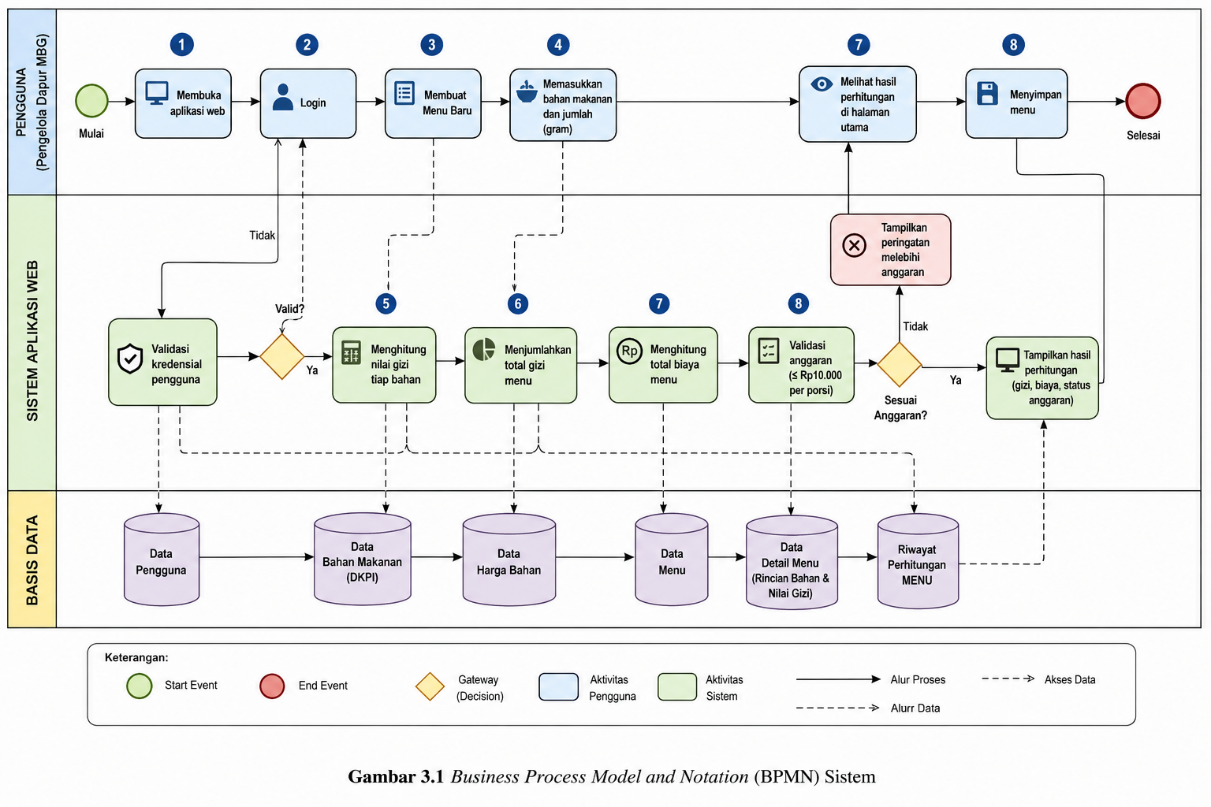 PENGGUNA
(Pengelola Dapur MBG)
1
2
3
4
7
8
Mulai
Membuka
aplikasi web
Login
Membuat
Menu Baru
Memasukkan
bahan makanan
dan jumlah
(gram)
Melihat hasil
perhitungan
di halaman
utama
Menyimpan
menu
Selesai
SISTEM APLIKASI WEB
Tidak
Tampilkan
peringatan
melebihi
anggaran
Valid?
5
6
7
8
Validasi
kredensial
pengguna
Ya
Menghitung
nilai gizi
tiap bahan
Menjumlahkan
total gizi
menu
Rp
Menghitung
total biaya
menu
Validasi
anggaran
(≤ Rp10.000
per porsi)
Tidak
Sesuai
Anggaran?
Ya
Tampilkan hasil
perhitungan
(gizi, biaya, status
anggaran)
BASIS DATA
Data
Pengguna
Data
Bahan Makanan
(DKPI)
Data
Harga Bahan
Data
Menu
Data
Detail Menu
(Rincian Bahan &
Nilai Gizi)
Riwayat
Perhitungan
MENU
Keterangan:
Start Event
End Event
Gateway
(Decision)
Aktivitas
Pengguna
Aktivitas
Sistem
Alur Proses
Akses Data
Alurr Data
Gambar 3.1 Business Process Model and Notation (BPMN) Sistem